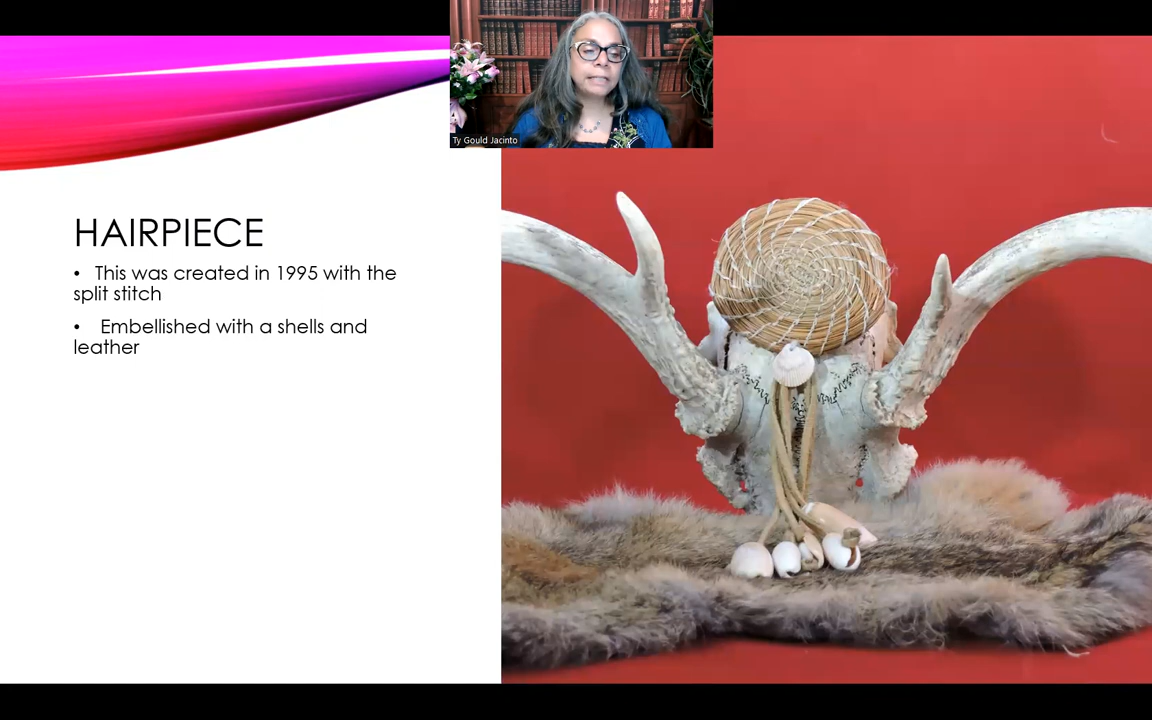 Ty Gould Jacinto
HAIRPIECE
• This was created in 1995 with the
split stitch
• Embellished with a shells and
leather